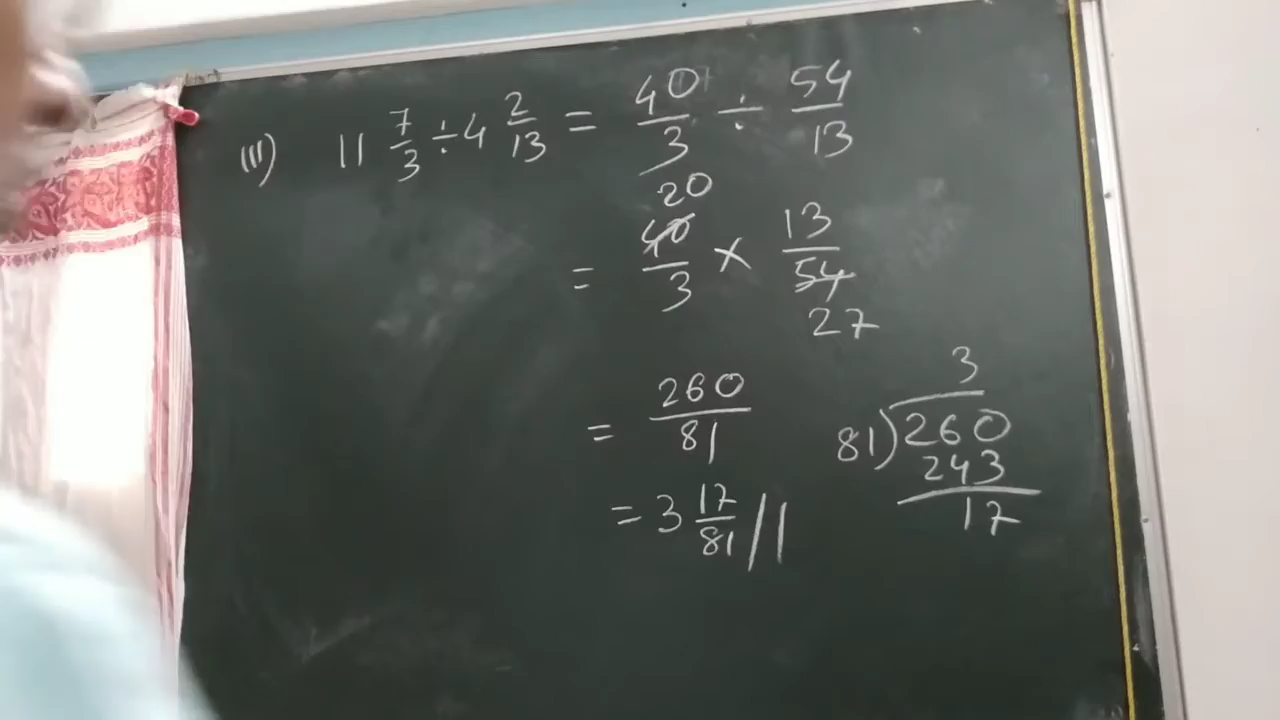 III) 11 7/3 ÷ 4 2/13 = 40/3 ÷ 54/13
= 40/3 × 13/54
20
27
= 260/81
= 3 17/81 //
3
81)260
243
17